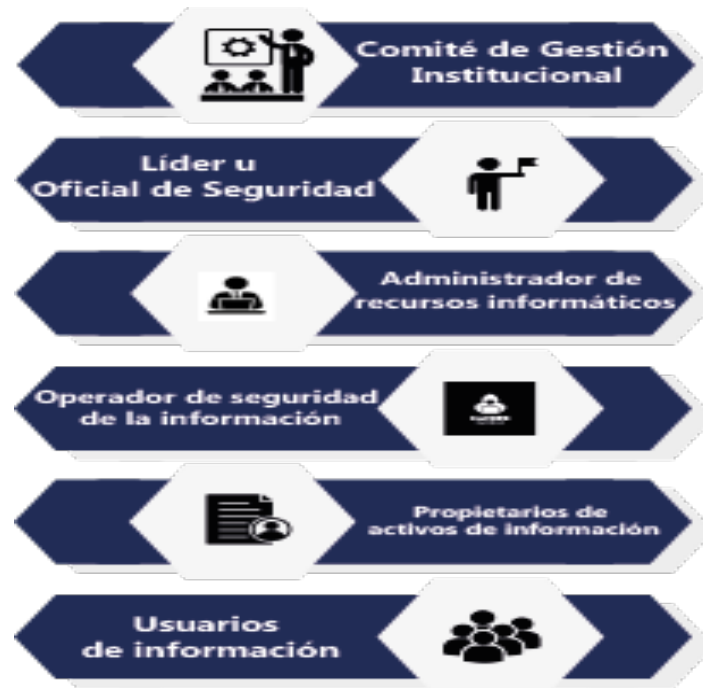 Comité de Gestión
Institucional
Líder u
Oficial de Seguridad
Administrador de
recursos informáticos
Operador de seguridad
de la información
Propietarios de
activos de información
Usuarios
de información